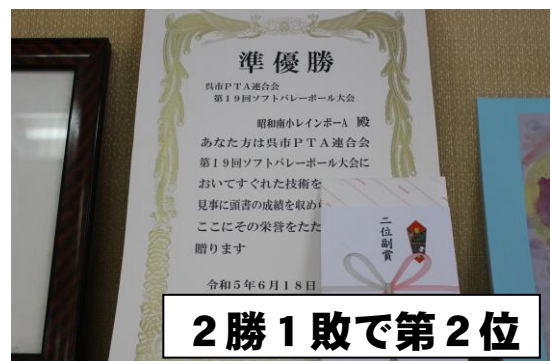 準優勝
呉市PTA連合会
第19回ソフトバレーボール大会
昭和南小レインボーA 殿
あなた方は呉市PTA連合会
第19回ソフトバレーボール大会に
おいてすぐれた技術を
見事に頭書の成績を収め
ここにその栄誉をたた
贈ります
令和5年6月18日
二位副賞
2勝1敗で第2位